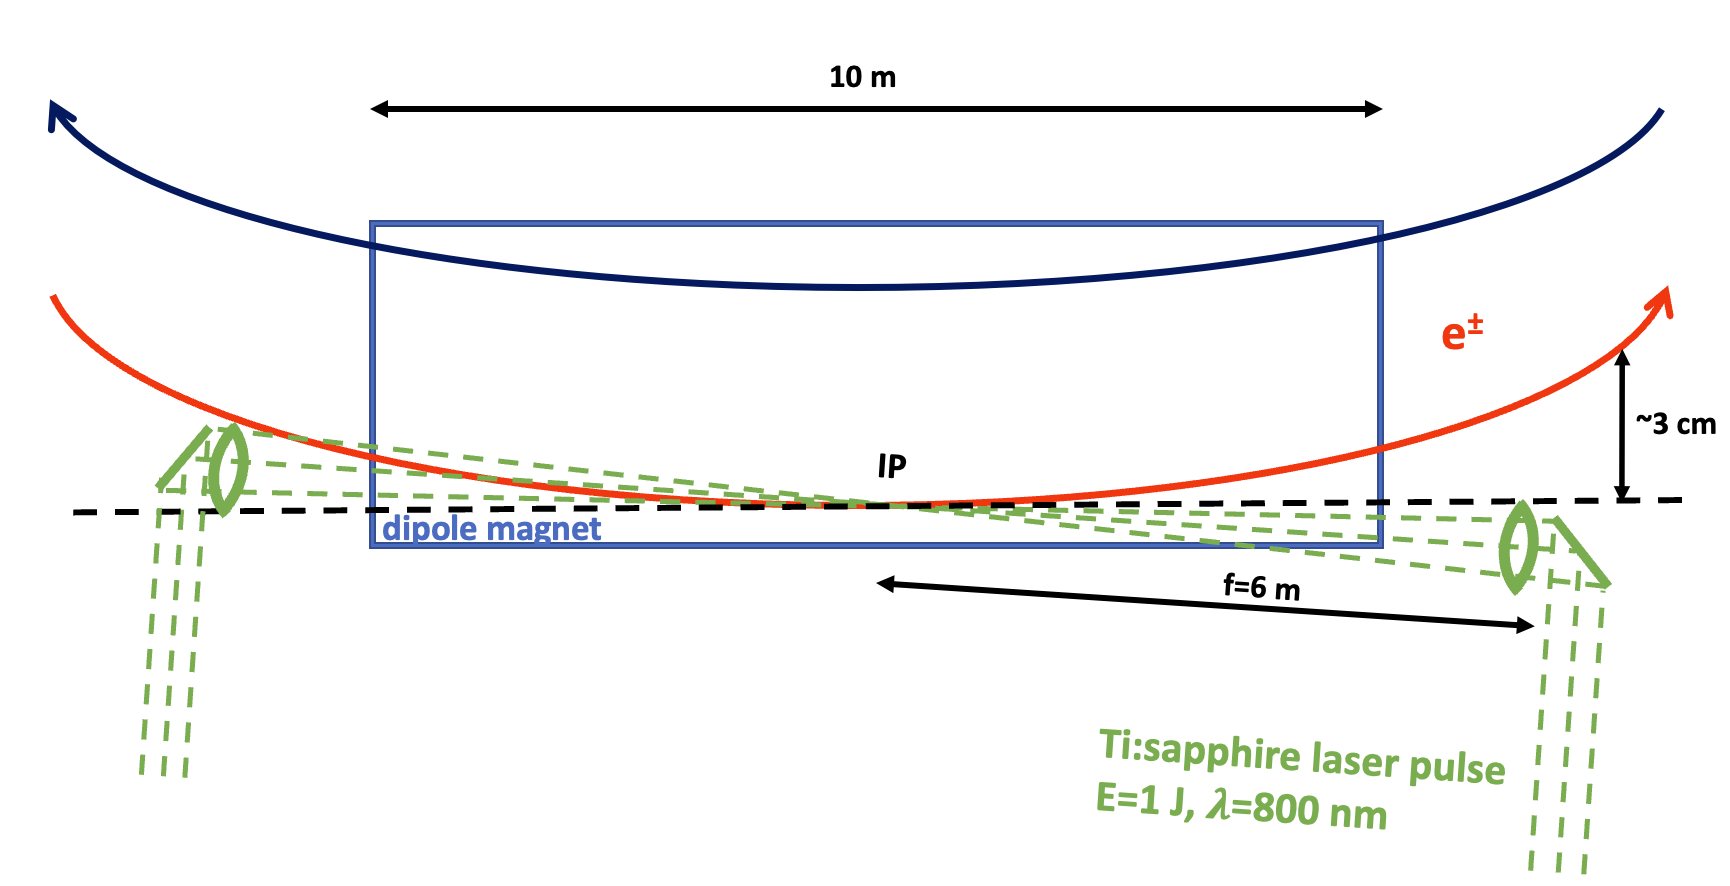 10 m
e±
~3 cm
IP
dipole magnet
f=6 m
Ti:sapphire laser pulse
E=1 J, λ=800 nm